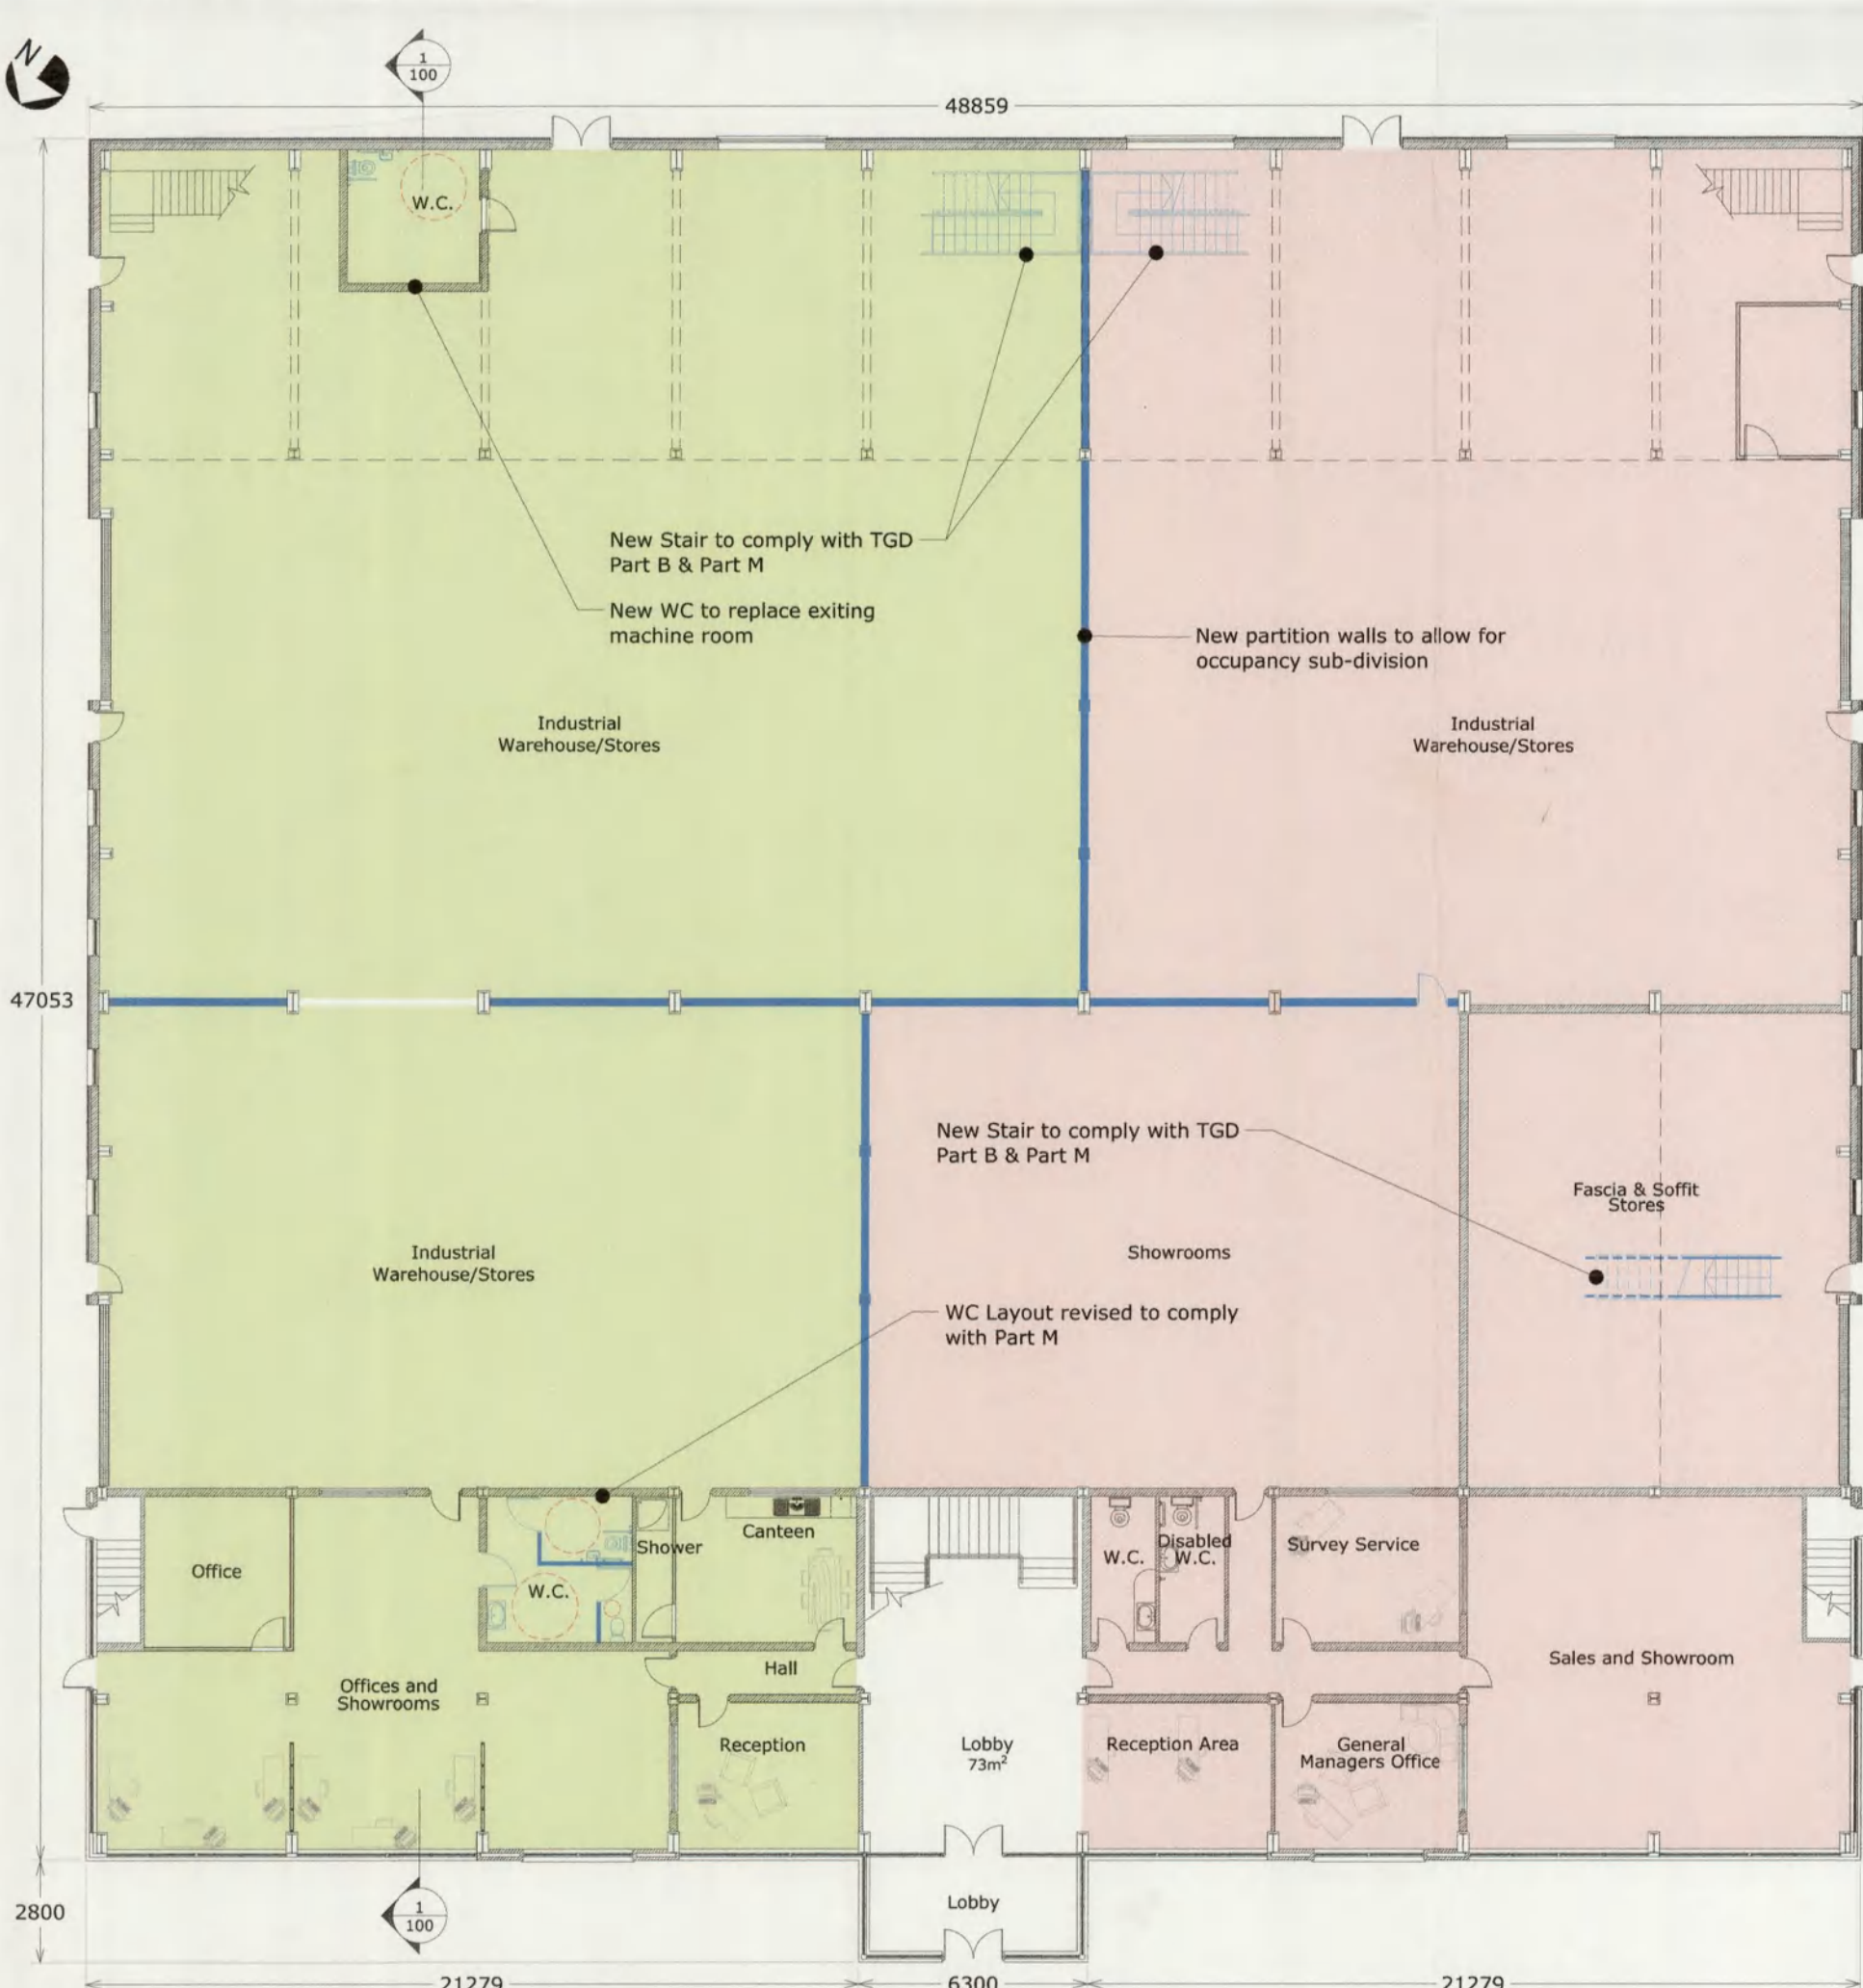 N
1
100
48859
W.C.
New Stair to comply with TGD
Part B & Part M
New WC to replace exiting
machine room
New partition walls to allow for
occupancy sub-division
Industrial
Warehouse/Stores
Industrial
Warehouse/Stores
47053
New Stair to comply with TGD
Part B & Part M
Fascia & Soffit
Stores
Industrial
Warehouse/Stores
Showrooms
WC Layout revised to comply
with Part M
Canteen
Shower
Office
W.C.
W.C.
Disabled
W.C.
Survey Service
Hall
Offices and
Showrooms
Sales and Showroom
Reception
Lobby
73m²
Reception Area
General
Managers Office
2800
1
100
Lobby
21279
6300
21279